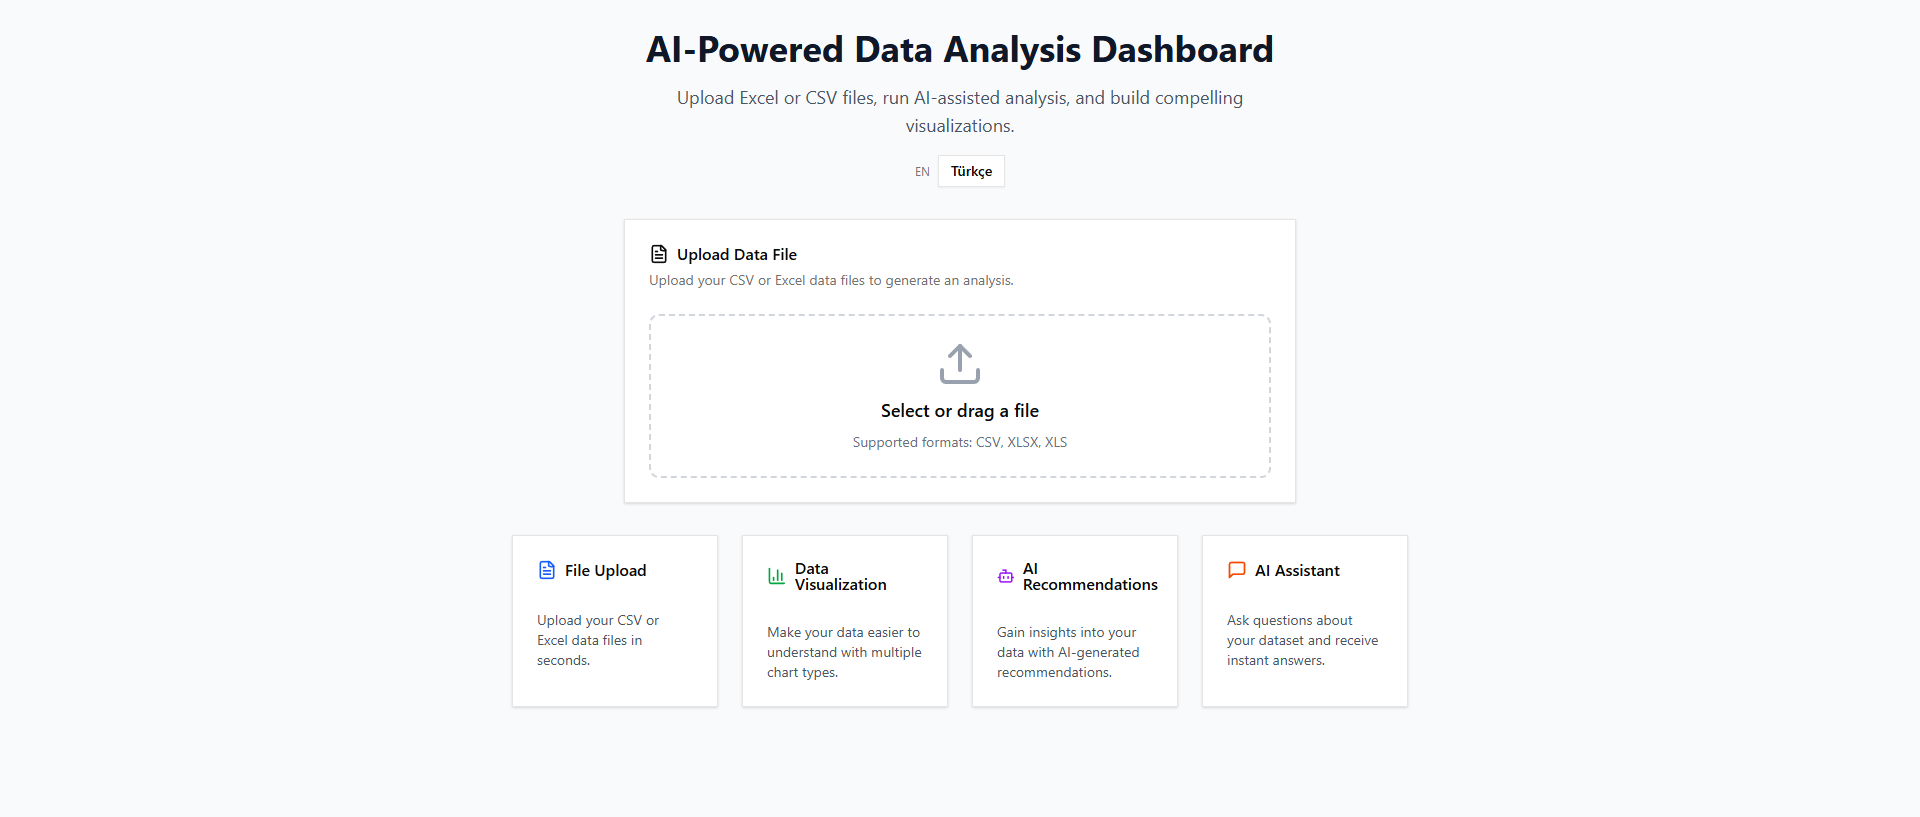 AI-Powered Data Analysis Dashboard
Upload Excel or CSV files, run AI-assisted analysis, and build compelling
visualizations.
EN Türkçe
Upload Data File
Upload your CSV or Excel data files to generate an analysis.
Select or drag a file
Supported formats: CSV, XLSX, XLS
File Upload
Upload your CSV or
Excel data files in
seconds.
Data
Visualization
Make your data easier to
understand with multiple
chart types.
AI
Recommendations
Gain insights into your
data with AI-generated
recommendations.
AI Assistant
Ask questions about
your dataset and receive
instant answers.